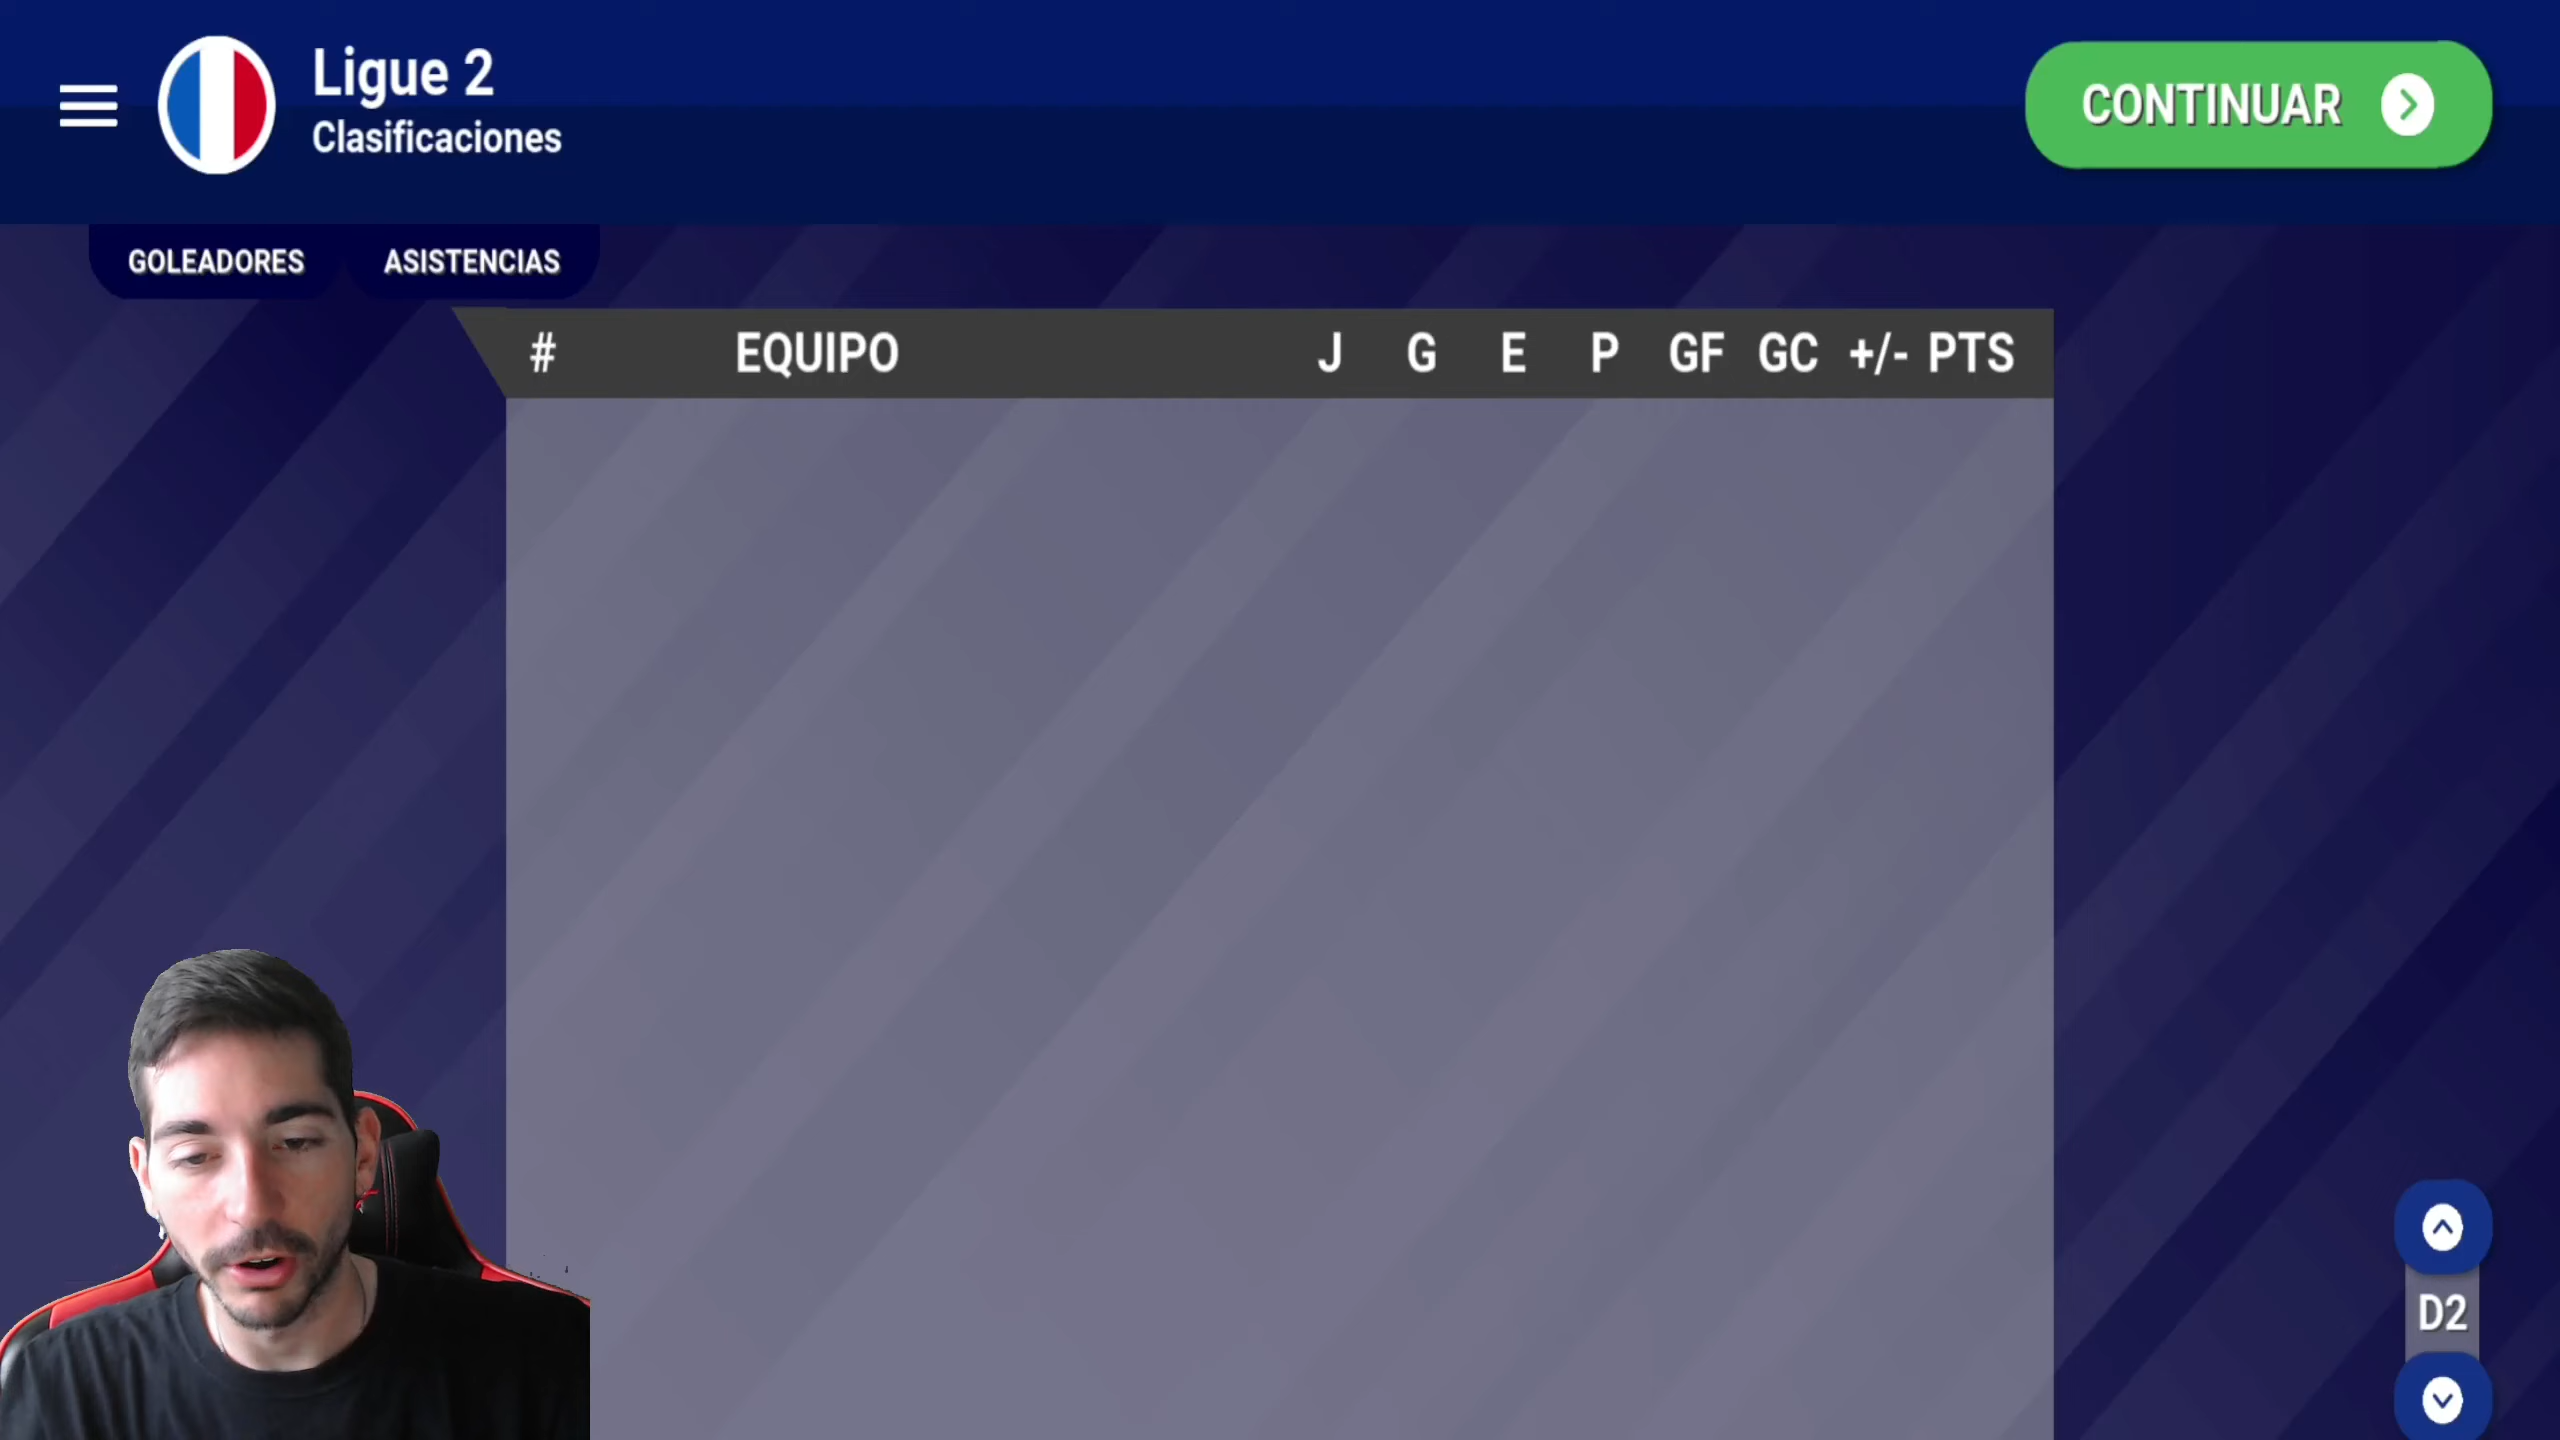 Ligue 2
Clasificaciones
CONTINUAR
GOLEADORES ASISTENCIAS
# EQUIPO J G E P GF GC +/- PTS
D2